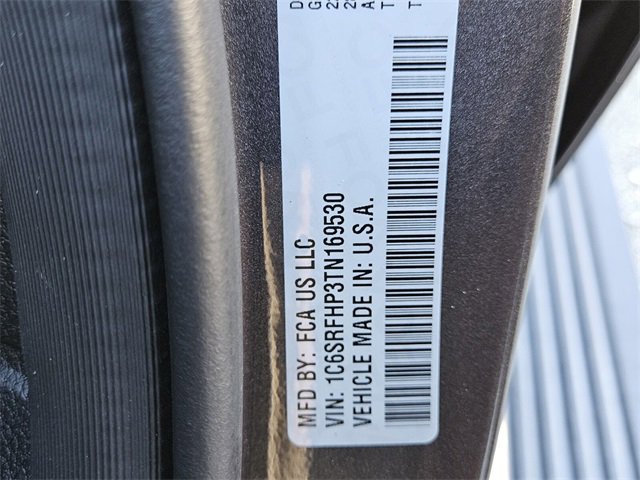 MFD BY: FCA US LLC
VIN: 1C6SRFHP3TN169530
VEHICLE MADE IN: U.S.A.